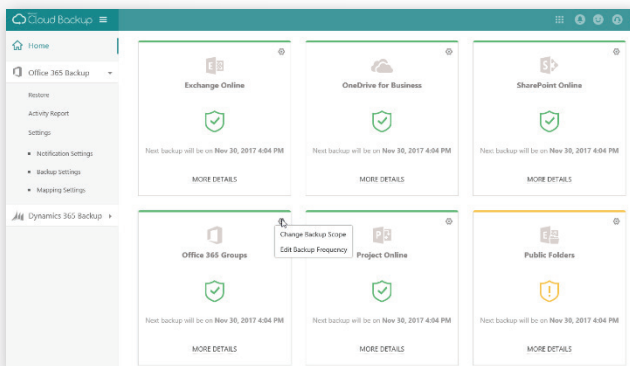 Cloud Backup
Home
Office 365 Backup
Restore
Activity Report
Settings
Notification Settings
Backup Settings
Mapping Settings
Dynamics 365 Backup
Exchange Online
Next backup will be on Nov 30, 2017 4:04 PM
MORE DETAILS
OneDrive for Business
Next backup will be on Nov 30, 2017 4:04 PM
MORE DETAILS
SharePoint Online
Next backup will be on Nov 30, 2017 4:04 PM
MORE DETAILS
Change Backup Scope
Edit Backup Frequency
Office 365 Groups
Next backup will be on Nov 30, 2017 4:04 PM
MORE DETAILS
Project Online
Next backup will be on Nov 30, 2017 4:04 PM
MORE DETAILS
Public Folders
Next backup will be on Nov 30, 2017 4:04 PM
MORE DETAILS